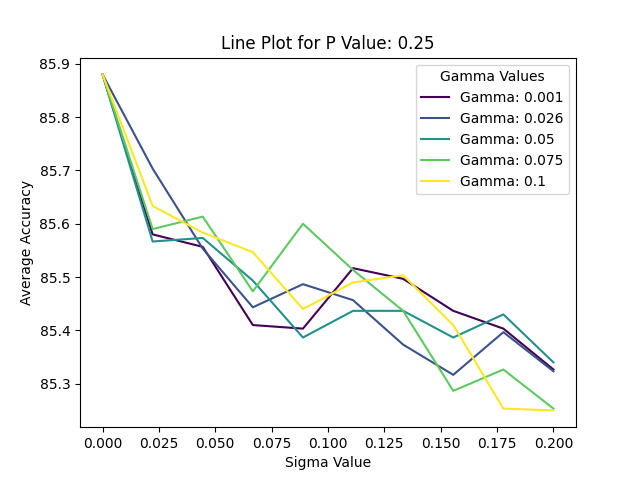 Line Plot for P Value: 0.25
Gamma Values
Gamma: 0.001
Gamma: 0.026
Gamma: 0.05
Gamma: 0.075
Gamma: 0.1
Average Accuracy
85.9
85.8
85.7
85.6
85.5
85.4
85.3
0.000 0.025 0.050 0.075 0.100 0.125 0.150 0.175 0.200
Sigma Value